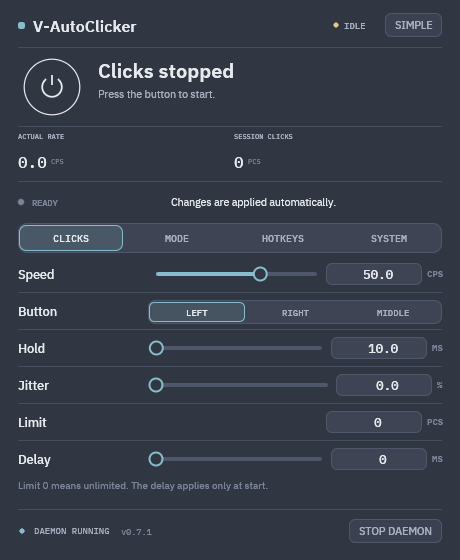 V-AutoClicker
IDLE
SIMPLE
Clicks stopped
Press the button to start.
ACTUAL RATE
SESSION CLICKS
0.0 CPS
0 PCS
READY
Changes are applied automatically.
CLICKS
MODE
HOTKEYS
SYSTEM
Speed
50.0
CPS
Button
LEFT
RIGHT
MIDDLE
Hold
10.0
MS
Jitter
0.0
%
Limit
0
PCS
Delay
0
MS
Limit 0 means unlimited. The delay applies only at start.
DAEMON RUNNING
v0.7.1
STOP DAEMON